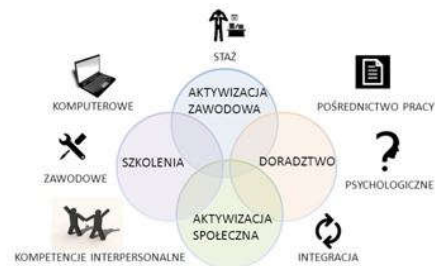 STAŻ
KOMPUTEROWE
AKTYWIZACJA
ZAWODOWA
POŚREDNICTWO PRACY
SZKOLENIA
DORADZTWO
ZAWODOWE
PSYCHOLOGICZNE
AKTYWIZACJA
SPOŁECZNA
KOMPETENCJE INTERPERSONALNE
INTEGRACJA